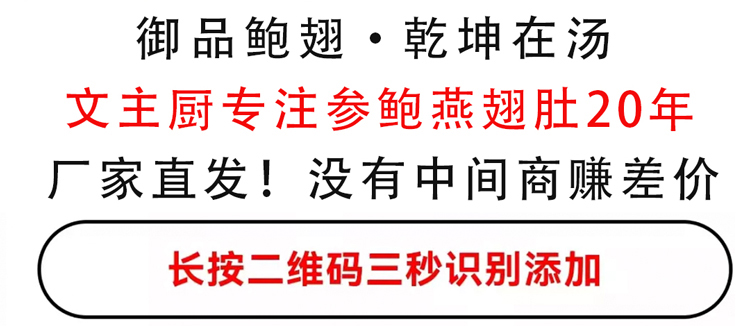 御品鲍翅·乾坤在汤
文主厨专注参鲍燕翅肚20年
厂家直发！没有中间商赚差价
长按二维码三秒识别添加